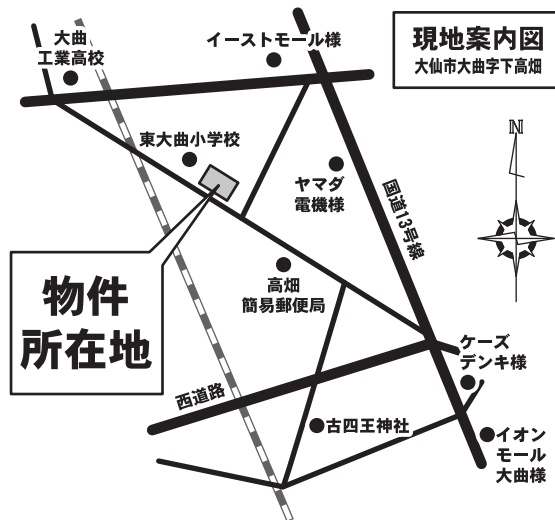 現地案内図
大仙市大曲字下高畑
大曲
工業高校
イーストモール様
N
東大曲小学校
ヤマダ
電機様
国道13号線
物件
所在地
高畑
簡易郵便局
ケーズ
デンキ様
西道路
古四王神社
イオン
モール
大曲様